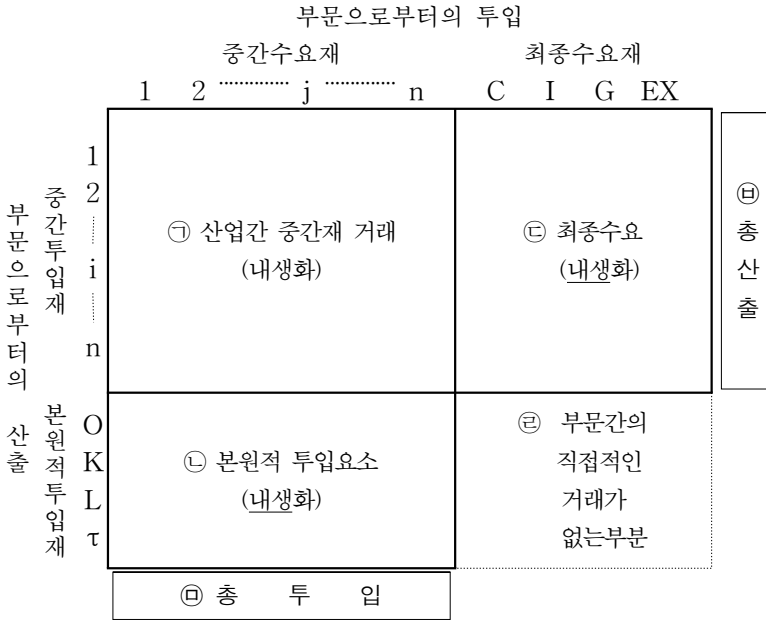 부문으로부터의 투입
중간수요재
최종수요재
1 2 ············· j ············· n
C I G EX
부문으로부터의 산출
중간투입재
1
2
i
n
㉠ 산업간 중간재 거래
(내생화)
㉢ 최종수요
(내생화)
㉥ 총산출
본원적투입재
O
K
L
τ
㉡ 본원적 투입요소
(내생화)
㉣ 부문간의
직접적인
거래가
없는부분
㉤ 총 투 입